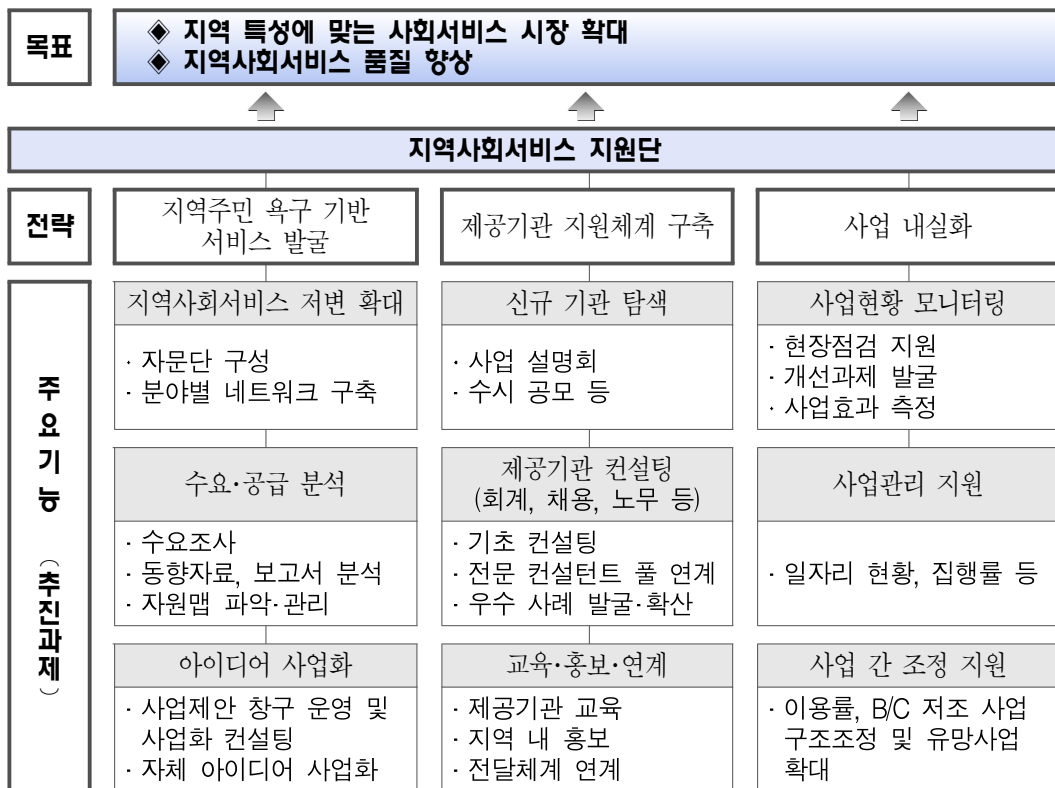 목표
◈ 지역 특성에 맞는 사회서비스 시장 확대
◈ 지역사회서비스 품질 향상
지역사회서비스 지원단
전략
지역주민 욕구 기반
서비스 발굴
제공기관 지원체계 구축
사업 내실화
주요기능
(추진과제)
지역사회서비스 저변 확대
· 자문단 구성
· 분야별 네트워크 구축
신규 기관 탐색
· 사업 설명회
· 수시 공모 등
사업현황 모니터링
· 현장점검 지원
· 개선과제 발굴
· 사업효과 측정
수요·공급 분석
· 수요조사
· 동향자료, 보고서 분석
· 자원맵 파악·관리
제공기관 컨설팅
(회계, 채용, 노무 등)
· 기초 컨설팅
· 전문 컨설턴트 풀 연계
· 우수 사례 발굴·확산
사업관리 지원
· 일자리 현황, 집행률 등
아이디어 사업화
· 사업제안 창구 운영 및
사업화 컨설팅
· 자체 아이디어 사업화
교육·홍보·연계
· 제공기관 교육
· 지역 내 홍보
· 전달체계 연계
사업 간 조정 지원
· 이용률, B/C 저조 사업
구조조정 및 유망사업
확대